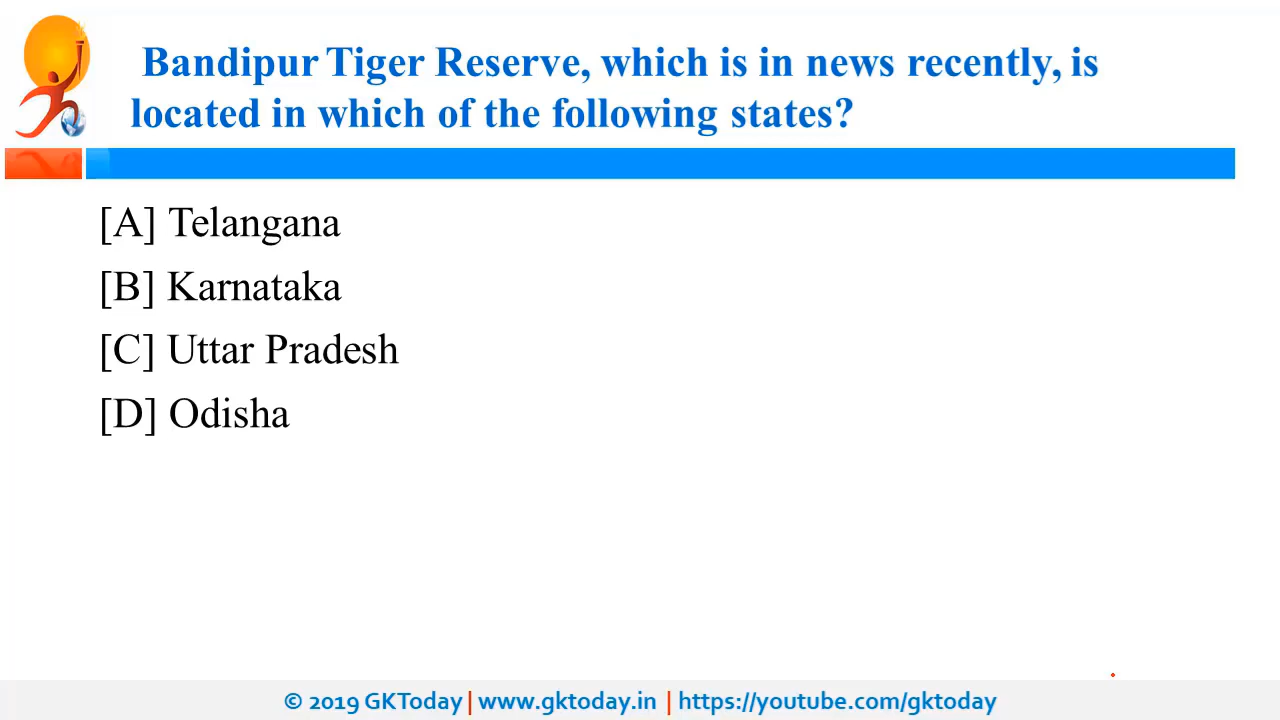 Bandipur Tiger Reserve, which is in news recently, is
located in which of the following states?
[A] Telangana
[B] Karnataka
[C] Uttar Pradesh
[D] Odisha
© 2019 GKToday | www.gktoday.in | https://youtube.com/gktoday